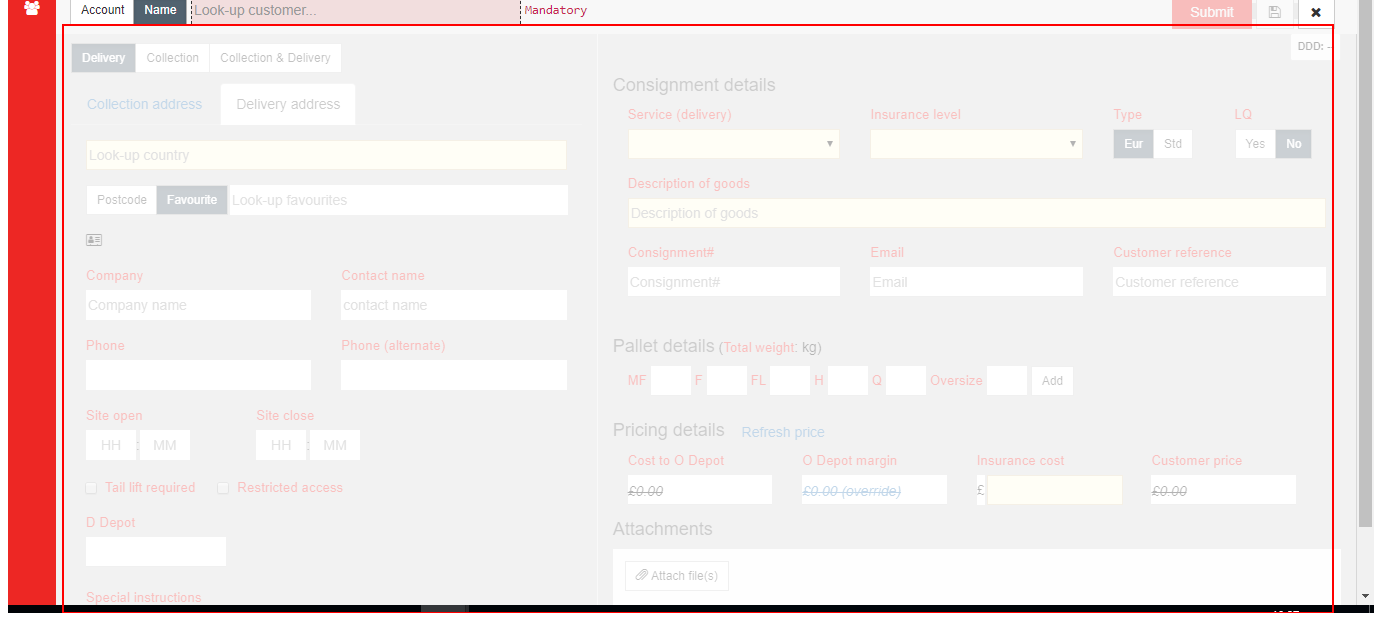 Account Name Look-up customer... Mandatory Submit
DDD: -
Delivery Collection Collection & Delivery
Collection address Delivery address
Look-up country
Postcode Favourite Look-up favourites
Company Contact name
Company name contact name
Phone Phone (alternate)
Site open Site close
HH : MM HH : MM
Tail lift required Restricted access
D Depot
Special instructions
Consignment details
Service (delivery) Insurance level Type LQ
Eur Std Yes No
Description of goods
Description of goods
Consignment# Email Customer reference
Consignment# Email Customer reference
Pallet details (Total weight: kg)
MF F FL H Q Oversize Add
Pricing details Refresh price
Cost to O Depot O Depot margin Insurance cost Customer price
£0.00 £0.00 (override) £ £0.00
Attachments
Attach file(s)